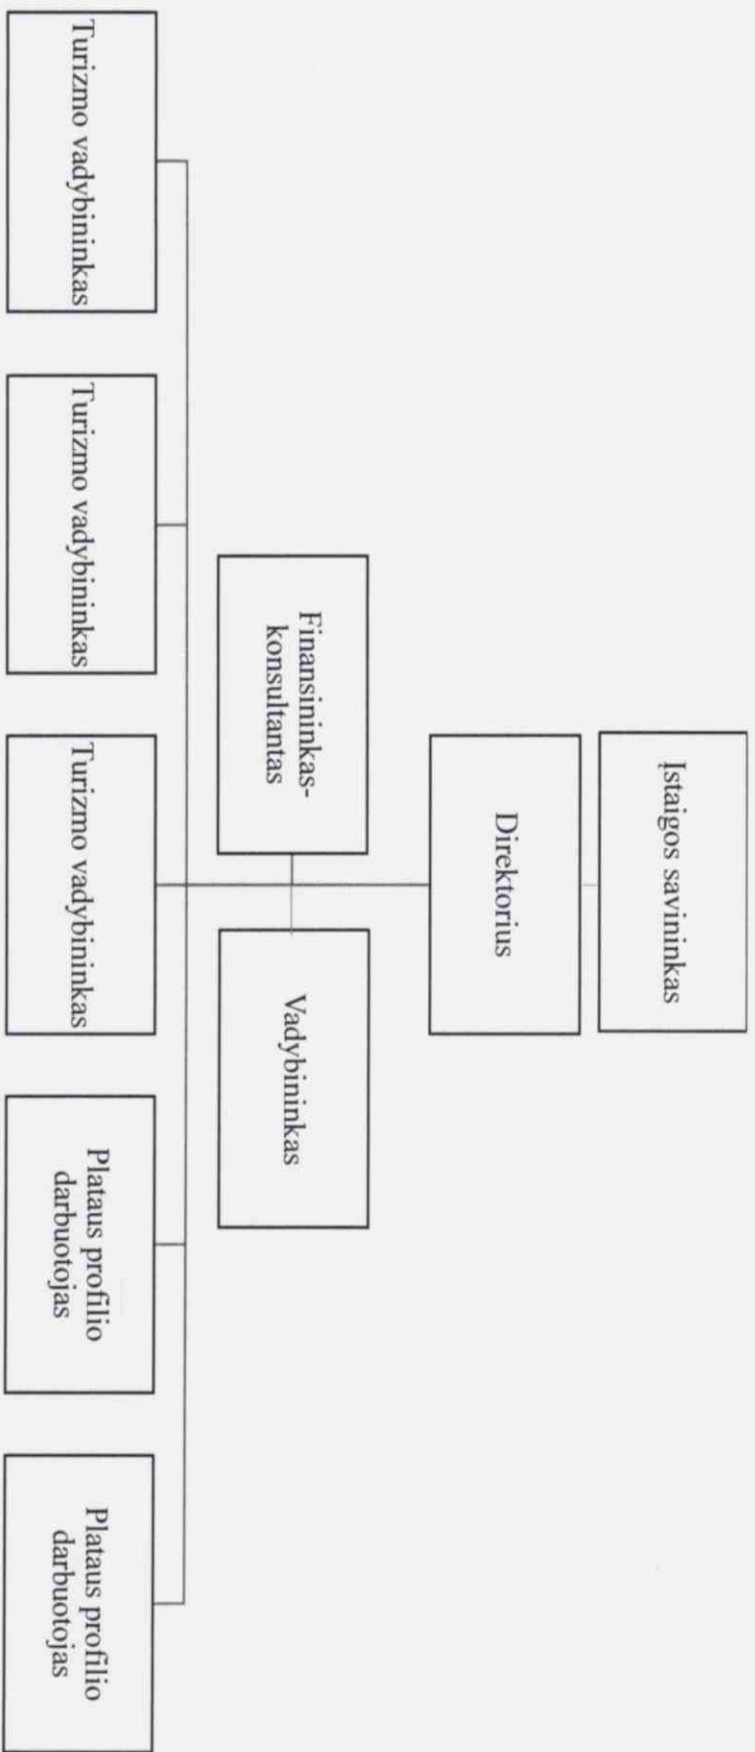 Įstaigos savininkas
Direktorius
Finansininkas-
konsultantas
Vadybininkas
Turizmo vadybininkas
Turizmo vadybininkas
Turizmo vadybininkas
Plataus profilio
darbuotojas
Plataus profilio
darbuotojas